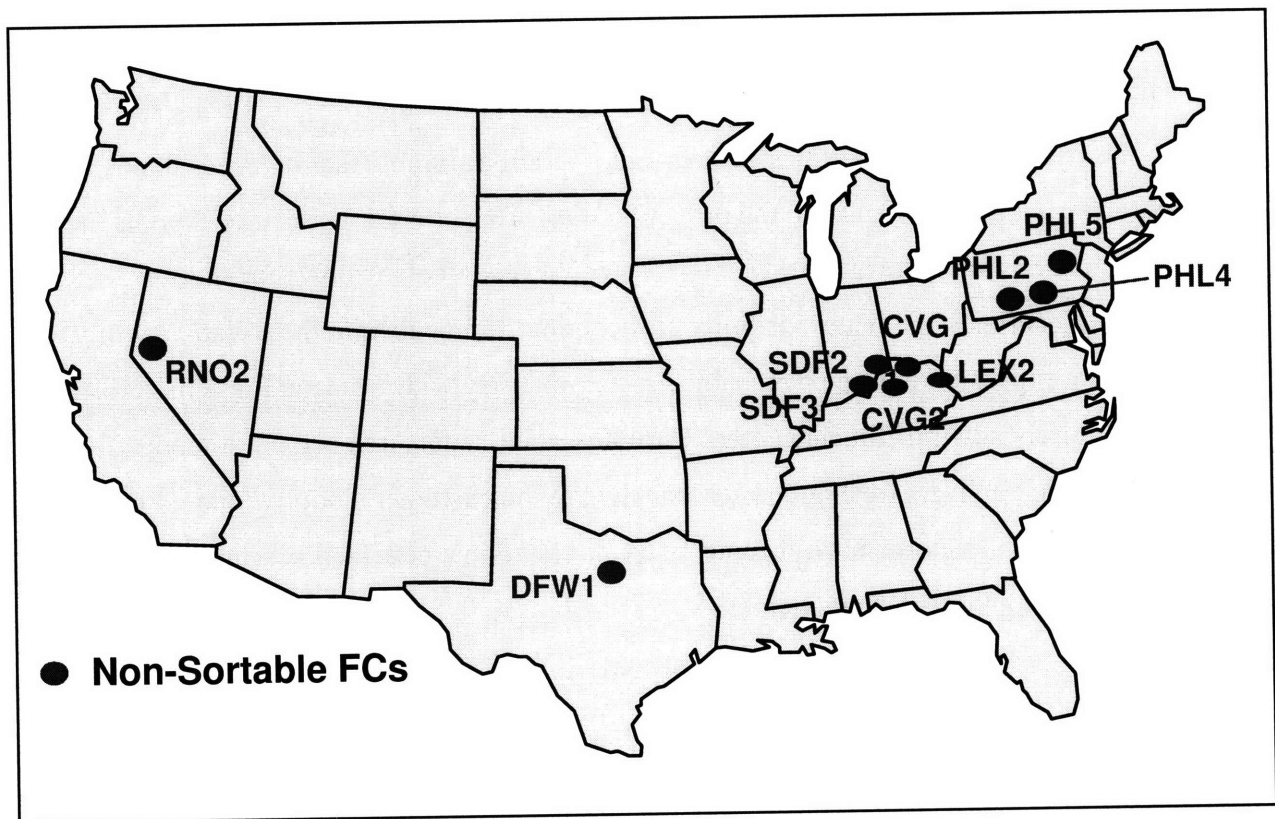 PHL5
PHL2
PHL4
CVG
SDF2
LEX2
RNO2
SDF3
CVG2
DFW1
Non-Sortable FCs